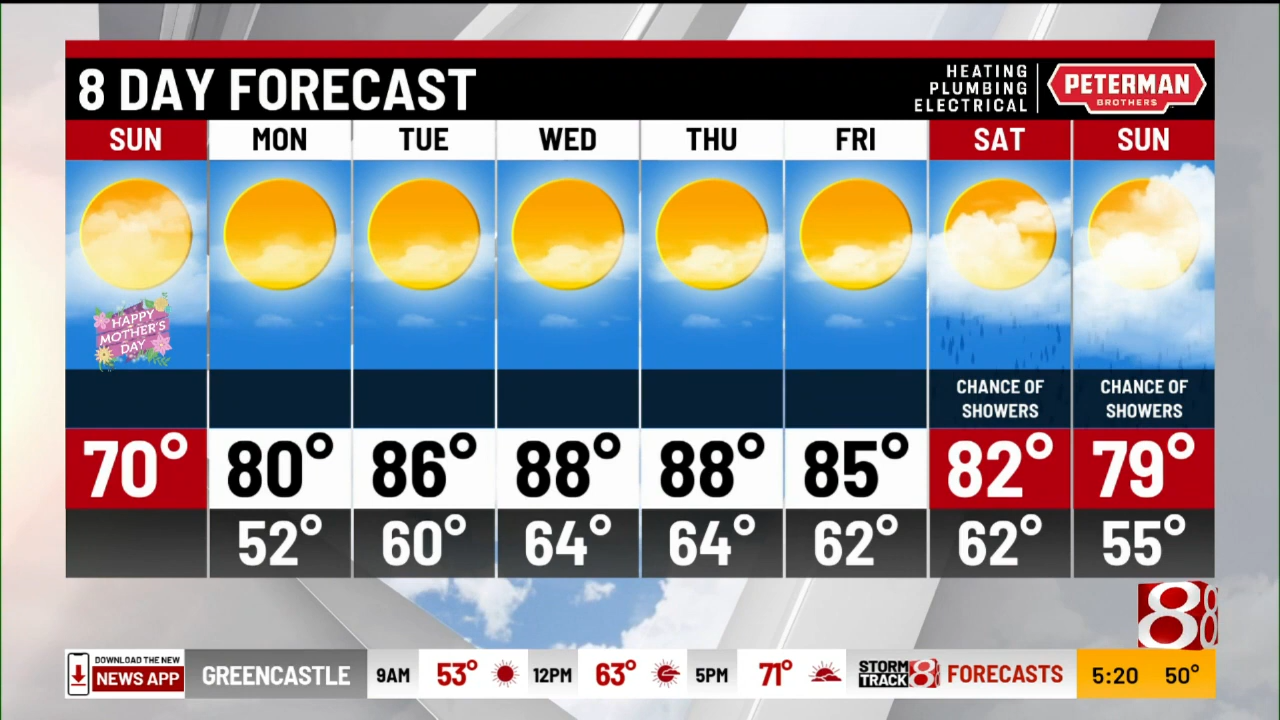 8 DAY FORECAST
HEATING
PLUMBING
ELECTRICAL
PETERMAN
BROTHERS
SUN MON TUE WED THU FRI SAT SUN
HAPPY
MOTHER'S
DAY
CHANCE OF
SHOWERS
CHANCE OF
SHOWERS
70° 80° 86° 88° 88° 85° 82° 79°
52° 60° 64° 64° 62° 62° 55°
8
DOWNLOAD THE NEW
NEWS APP
GREENCASTLE 9AM 53° 12PM 63° 5PM 71°
STORM
TRACK 8
FORECASTS
5:20 50°